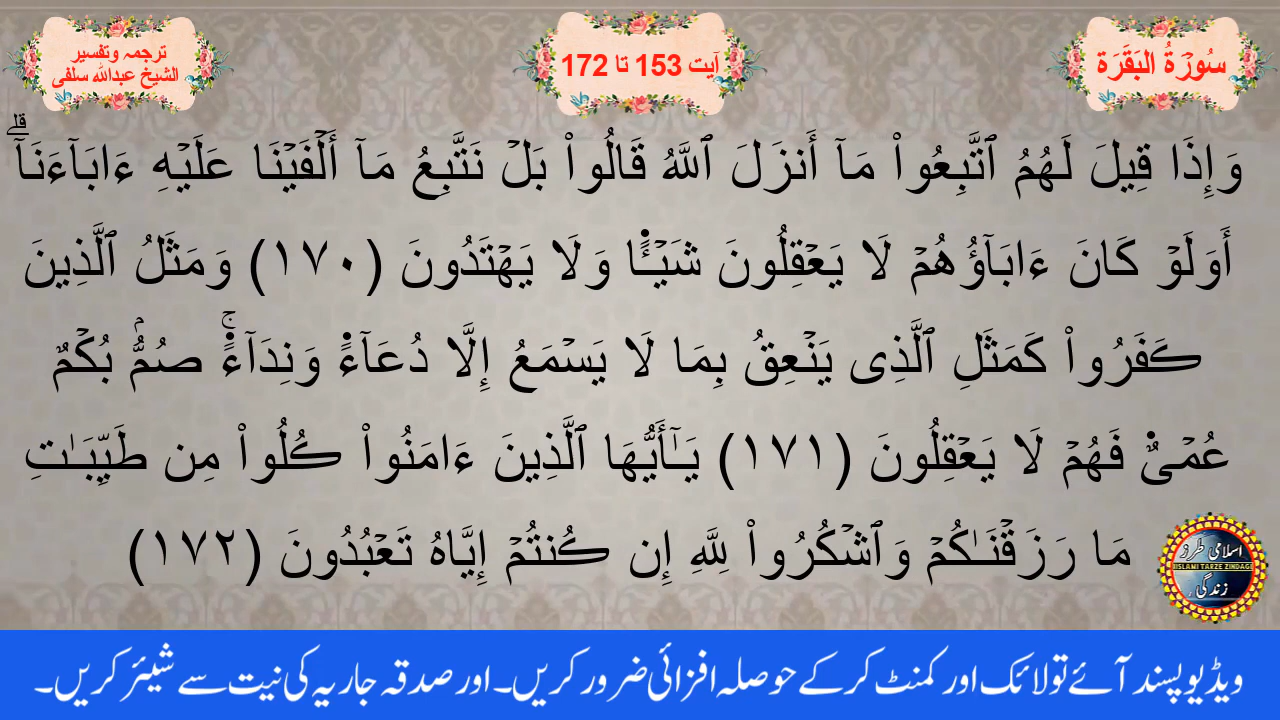 سُورَةُ البَقَرَة
آیت 153 تا 172
ترجمہ وتفسیر
الشیخ عبداللہ سلفی
وَإِذَا قِيلَ لَهُمُ ٱتَّبِعُوا۟ مَآ أَنزَلَ ٱللَّهُ قَالُوا۟ بَلْ نَتَّبِعُ مَآ أَلْفَيْنَا عَلَيْهِ ءَابَآءَنَآ ۗ
أَوَلَوْ كَانَ ءَابَآؤُهُمْ لَا يَعْقِلُونَ شَيْـًٔا وَلَا يَهْتَدُونَ (١٧٠) وَمَثَلُ ٱلَّذِينَ
كَفَرُوا۟ كَمَثَلِ ٱلَّذِى يَنْعِقُ بِمَا لَا يَسْمَعُ إِلَّا دُعَآءً وَنِدَآءً ۚ صُمٌّۢ بُكْمٌ
عُمْىٌ فَهُمْ لَا يَعْقِلُونَ (١٧١) يَـٰٓأَيُّهَا ٱلَّذِينَ ءَامَنُوا۟ كُلُوا۟ مِن طَيِّبَـٰتِ
مَا رَزَقْنَـٰكُمْ وَٱشْكُرُوا۟ لِلَّهِ إِن كُنتُمْ إِيَّاهُ تَعْبُدُونَ (١٧٢)
اسلامی طرز
ISLAMI TARZE ZINDAGI
زندگی
ویڈیو پسند آئے تو لائک اور کمنٹ کر کے حوصلہ افزائی ضرور کریں۔ اور صدقہ جاریہ کی نیت سے شیئر کریں۔